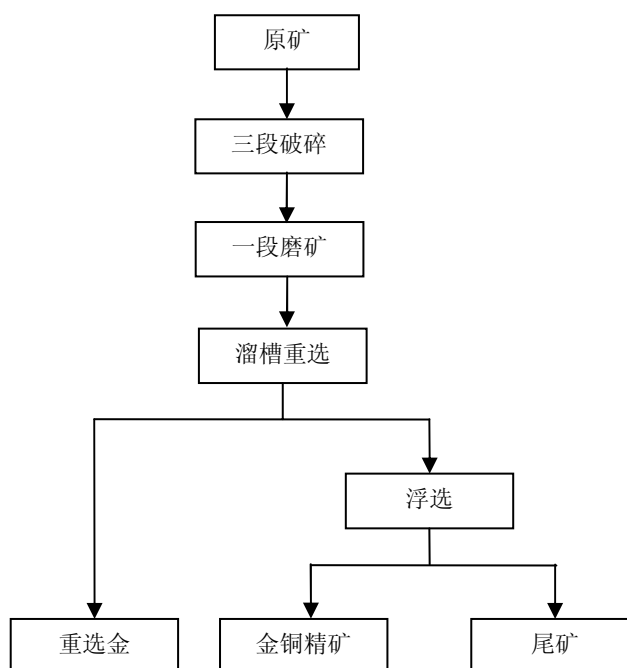 原矿
三段破碎
一段磨矿
溜槽重选
浮选
重选金
金铜精矿
尾矿